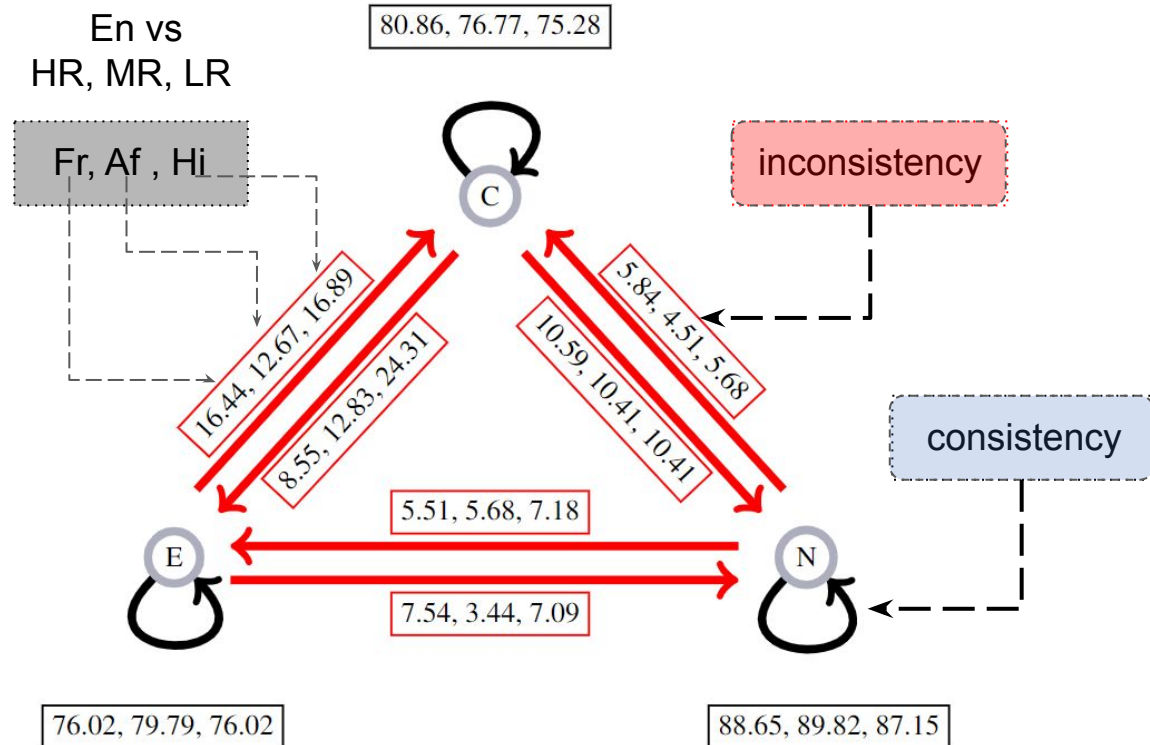 En vs
HR, MR, LR
Fr, Af , Hi
80.86, 76.77, 75.28
C
inconsistency
16.44, 12.67, 16.89
8.55, 12.83, 24.31
10.59, 10.41, 10.41
5.84, 4.51, 5.68
consistency
5.51, 5.68, 7.18
E
N
7.54, 3.44, 7.09
76.02, 79.79, 76.02
88.65, 89.82, 87.15